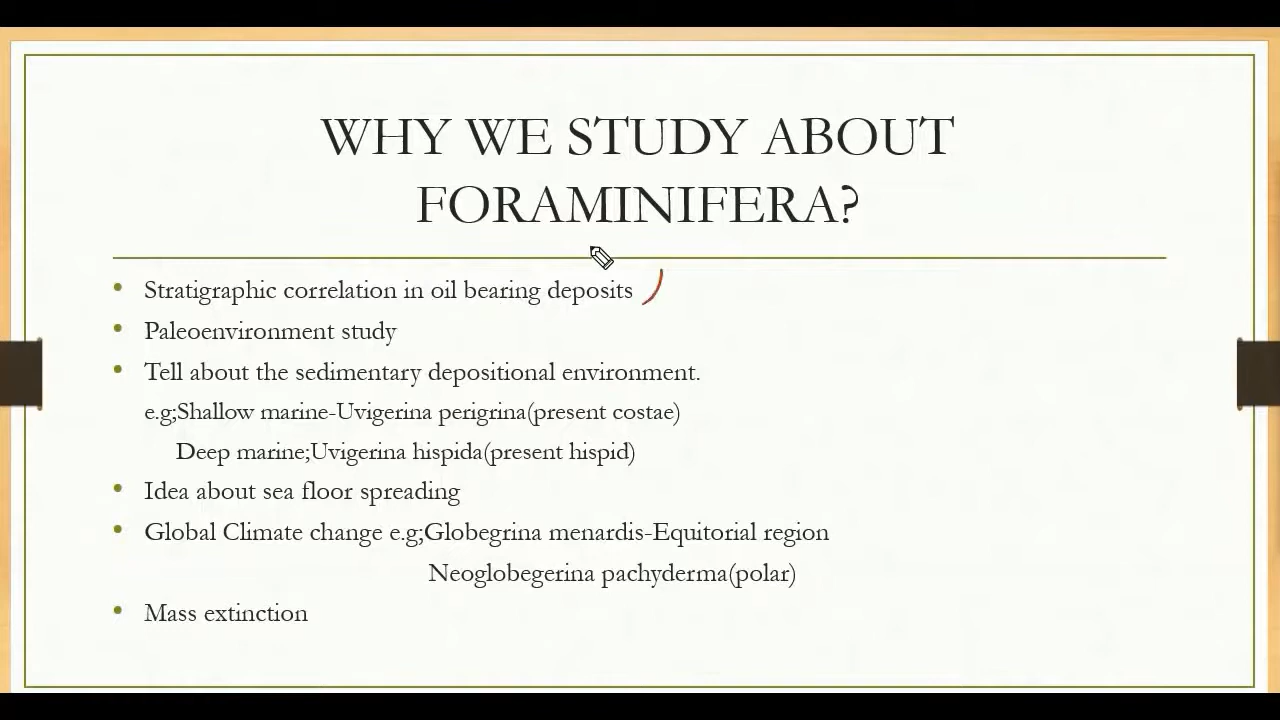 WHY WE STUDY ABOUT
FORAMINIFERA?
• Stratigraphic correlation in oil bearing deposits
• Paleoenvironment study
• Tell about the sedimentary depositional environment.
e.g;Shallow marine-Uvigerina perigrina(present costae)
Deep marine;Uvigerina hispida(present hispid)
• Idea about sea floor spreading
• Global Climate change e.g;Globegrina menardis-Equitorial region
Neoglobegerina pachyderma(polar)
• Mass extinction